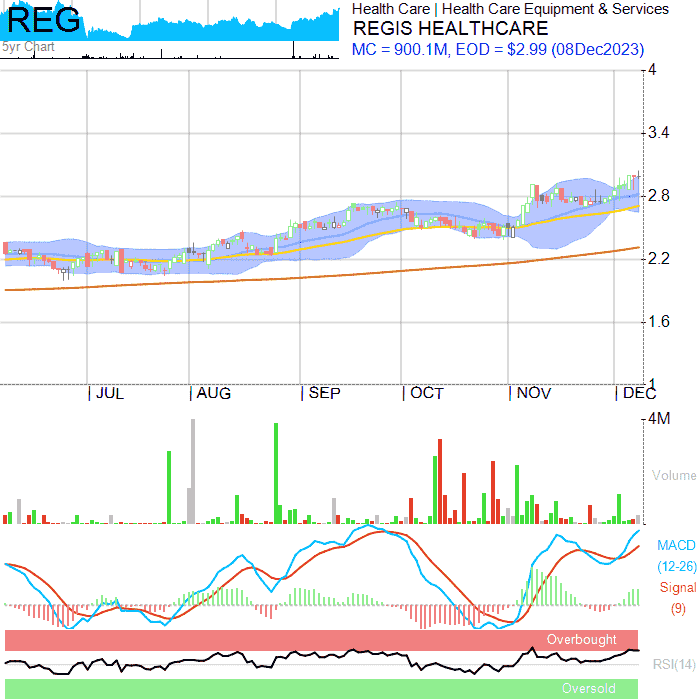 REG
5yr Chart
Health Care | Health Care Equipment & Services
REGIS HEALTHCARE
MC = 900.1M, EOD = $2.99 (08Dec2023)
4
3.4
2.8
2.2
1.6
1
JUL
AUG
SEP
OCT
NOV
DEC
4M
Volume
MACD
(12-26)
Signal
(9)
Overbought
RSI(14)
Oversold